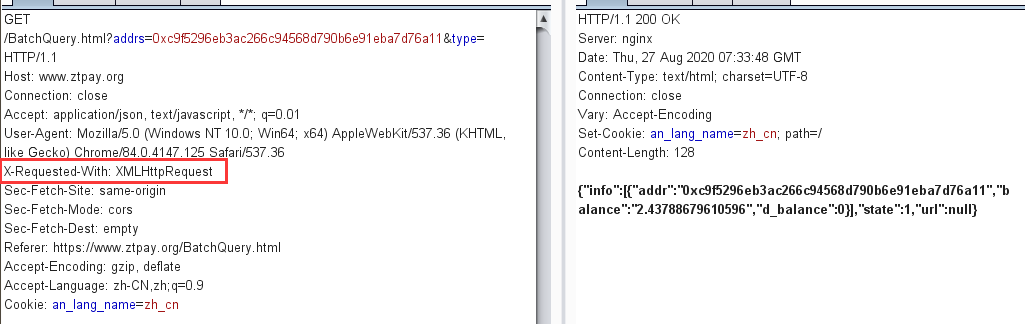 GET
/BatchQuery.html?addrs=0xc9f5296eb3ac266c94568d790b6e91eba7d76a11&type=
HTTP/1.1
Host: www.ztpay.org
Connection: close
Accept: application/json, text/javascript, */*; q=0.01
User-Agent: Mozilla/5.0 (Windows NT 10.0; Win64; x64) AppleWebKit/537.36 (KHTML,
like Gecko) Chrome/84.0.4147.125 Safari/537.36
X-Requested-With: XMLHttpRequest
Sec-Fetch-Site: same-origin
Sec-Fetch-Mode: cors
Sec-Fetch-Dest: empty
Referer: https://www.ztpay.org/BatchQuery.html
Accept-Encoding: gzip, deflate
Accept-Language: zh-CN,zh;q=0.9
Cookie: an_lang_name=zh_cn
HTTP/1.1 200 OK
Server: nginx
Date: Thu, 27 Aug 2020 07:33:48 GMT
Content-Type: text/html; charset=UTF-8
Connection: close
Vary: Accept-Encoding
Set-Cookie: an_lang_name=zh_cn; path=/
Content-Length: 128
{"info":[{"addr":"0xc9f5296eb3ac266c94568d790b6e91eba7d76a11","b
alance":"2.43788679610596","d_balance":0}],"state":1,"url":null}